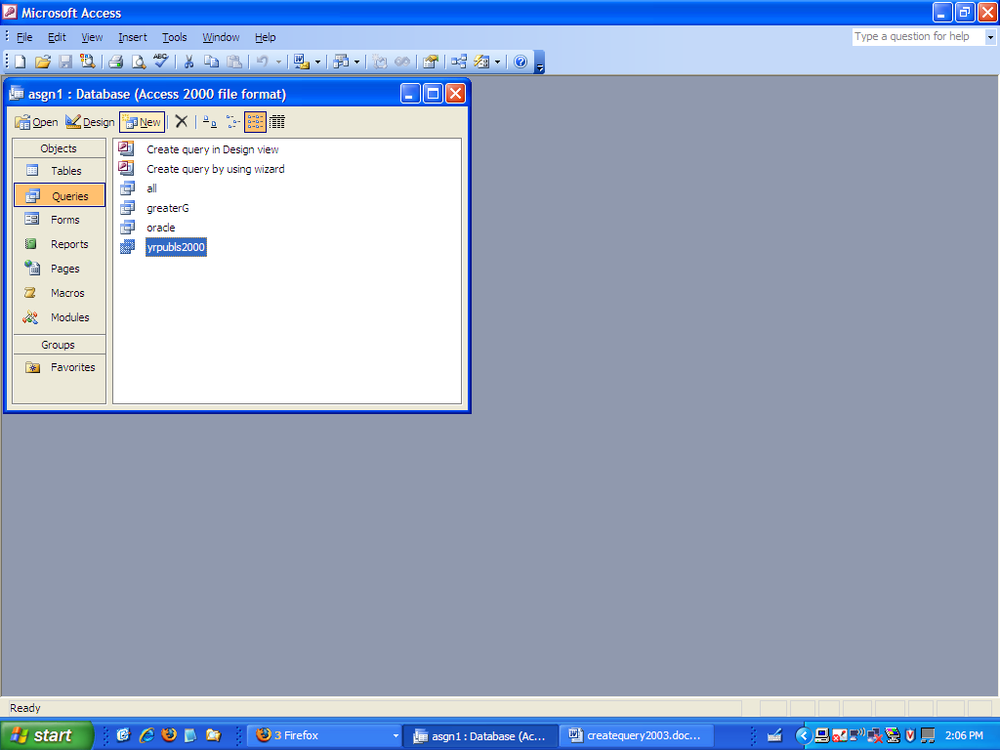 Microsoft Access
File Edit View Insert Tools Window Help
Type a question for help
ABC
asgn1 : Database (Access 2000 file format)
Open Design New
Objects
Tables
Queries
Forms
Reports
Pages
Macros
Modules
Groups
Favorites
Create query in Design view
Create query by using wizard
all
greaterG
oracle
yrpubls2000
Ready
start
3 Firefox
asgn1 : Database (Ac...
createquery2003.doc...
2:06 PM